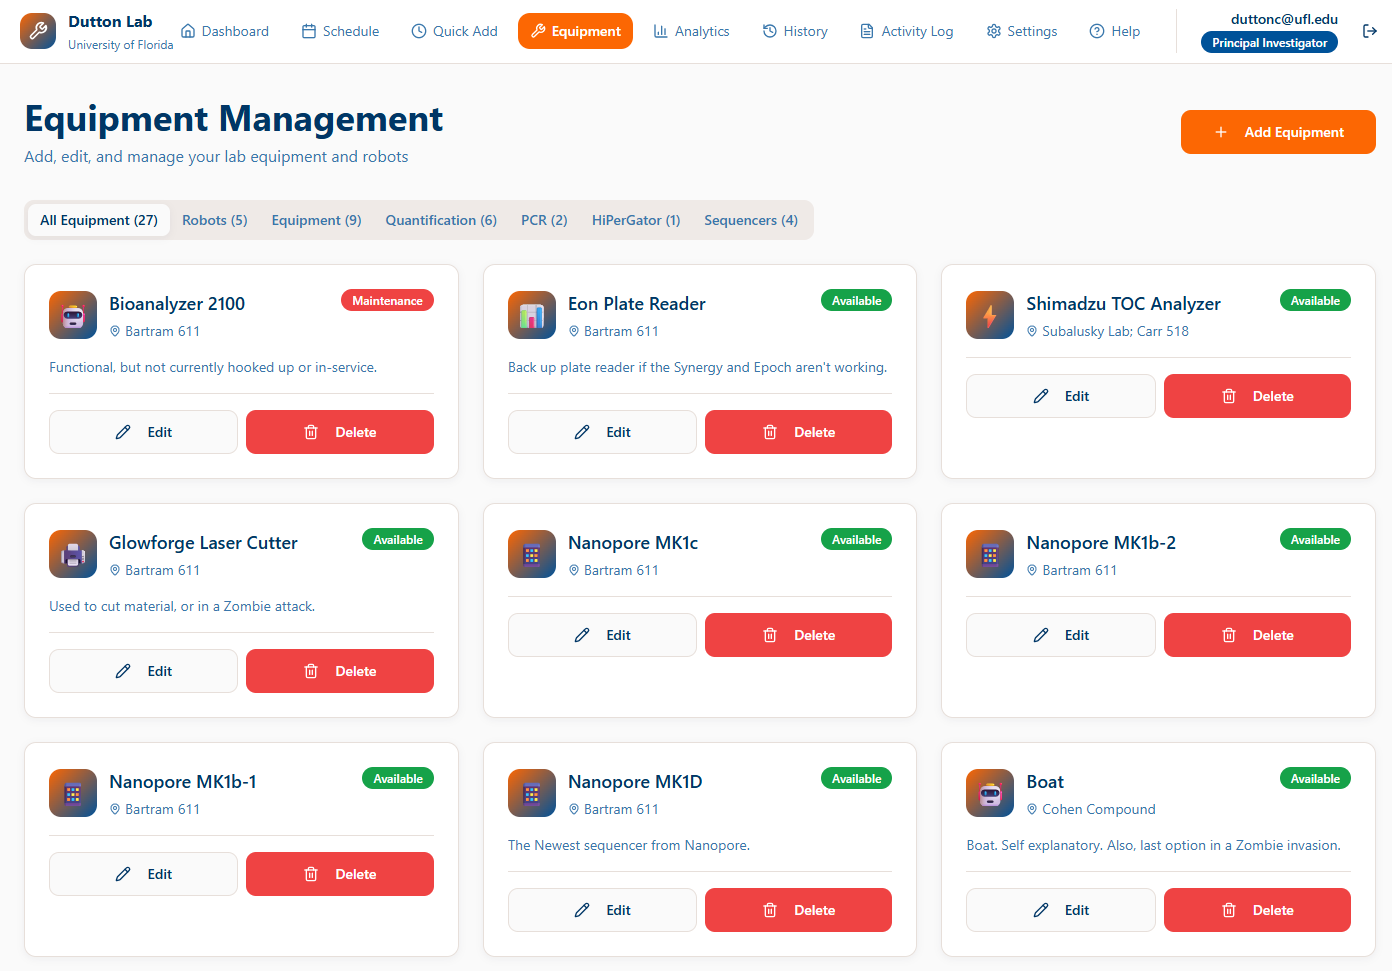 Dutton Lab
University of Florida
Dashboard
Schedule
Quick Add
Equipment
Analytics
History
Activity Log
Settings
Help
duttonc@ufl.edu
Principal Investigator
Equipment Management
Add, edit, and manage your lab equipment and robots
Add Equipment
All Equipment (27)
Robots (5)
Equipment (9)
Quantification (6)
PCR (2)
HiPerGator (1)
Sequencers (4)
Bioanalyzer 2100
Maintenance
Bartram 611
Functional, but not currently hooked up or in-service.
Edit
Delete
Eon Plate Reader
Available
Bartram 611
Back up plate reader if the Synergy and Epoch aren't working.
Edit
Delete
Shimadzu TOC Analyzer
Available
Subalusky Lab; Carr 518
Edit
Delete
Glowforge Laser Cutter
Available
Bartram 611
Used to cut material, or in a Zombie attack.
Edit
Delete
Nanopore MK1c
Available
Bartram 611
Edit
Delete
Nanopore MK1b-2
Available
Bartram 611
Edit
Delete
Nanopore MK1b-1
Available
Bartram 611
Edit
Delete
Nanopore MK1D
Available
Bartram 611
The Newest sequencer from Nanopore.
Edit
Delete
Boat
Available
Cohen Compound
Boat. Self explanatory. Also, last option in a Zombie invasion.
Edit
Delete